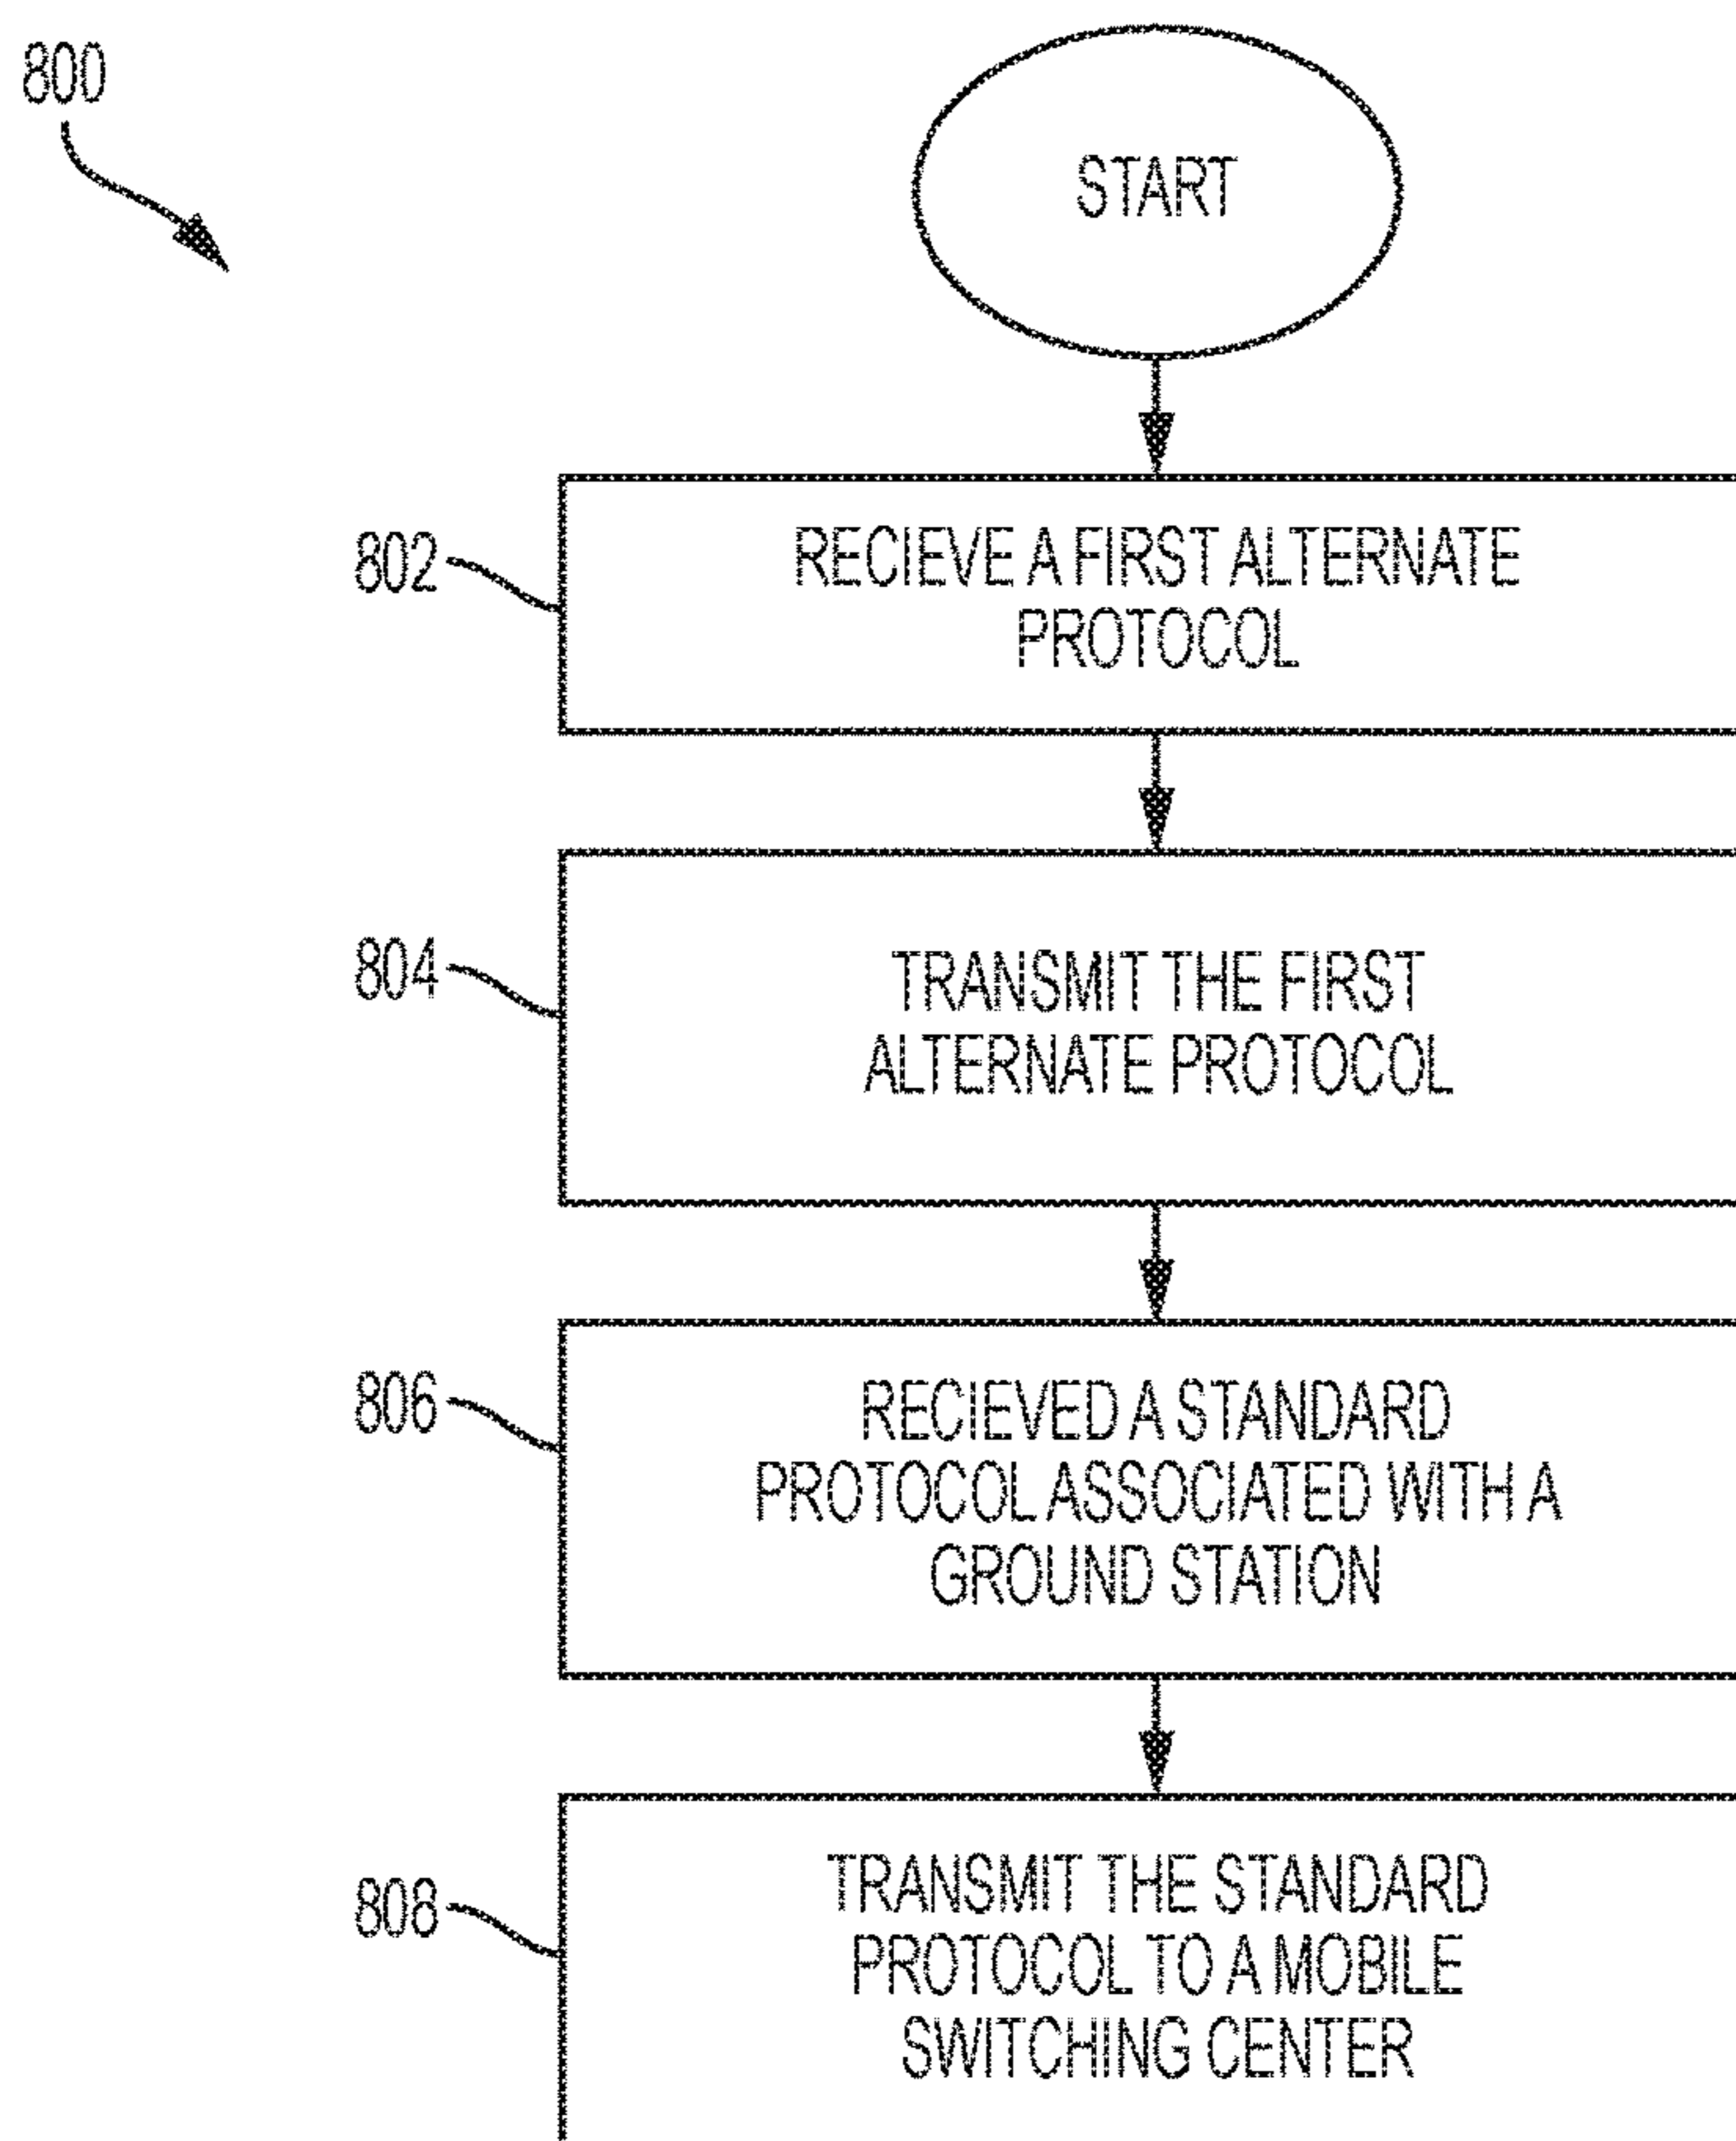 800
START
802
RECIEVE A FIRST ALTERNATE
PROTOCOL
804
TRANSMIT THE FIRST
ALTERNATE PROTOCOL
806
RECIEVED A STANDARD
PROTOCOL ASSOCIATED WITH A
GROUND STATION
808
TRANSMIT THE STANDARD
PROTOCOL TO A MOBILE
SWITCHING CENTER